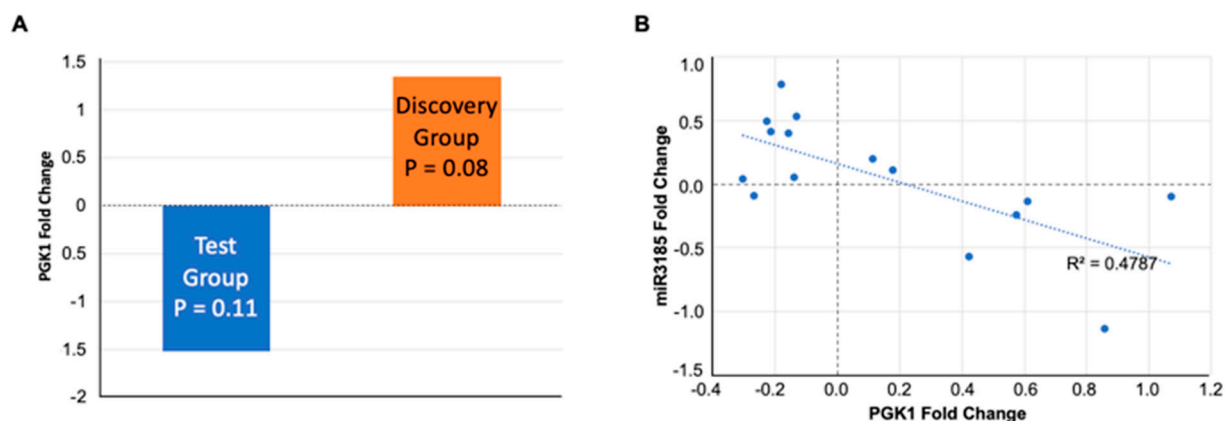 A
PGK1 Fold Change
1.5
1
0.5
0
0.5
-1
1.5
-2
Test
Group
P = 0.11
Discovery
Group
P = 0.08
B
miR3185 Fold Change
1.0
0.5
0.0
-0.5
-1.0
-1.5
R² = 0.4787
-0.4 -0.2 0.0 0.2 0.4 0.6 0.8 1.0 1.2
PGK1 Fold Change